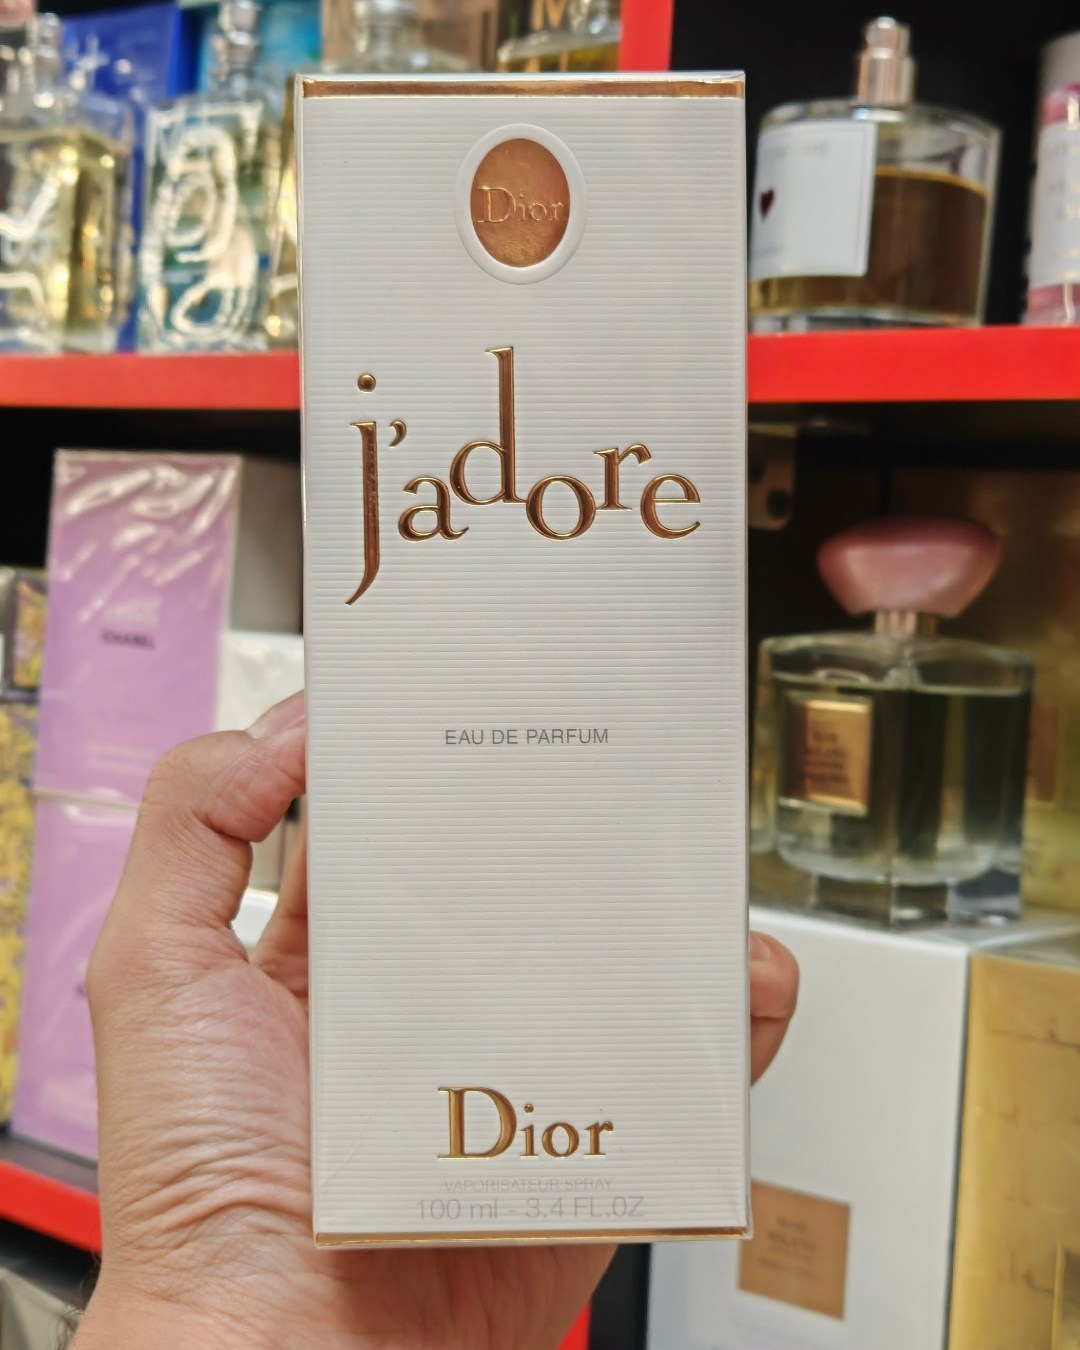 Dior
j'adore
EAU DE PARFUM
Dior
VAPORISATEUR SPRAY
100 ml - 3.4 FL.OZ
CHANEL